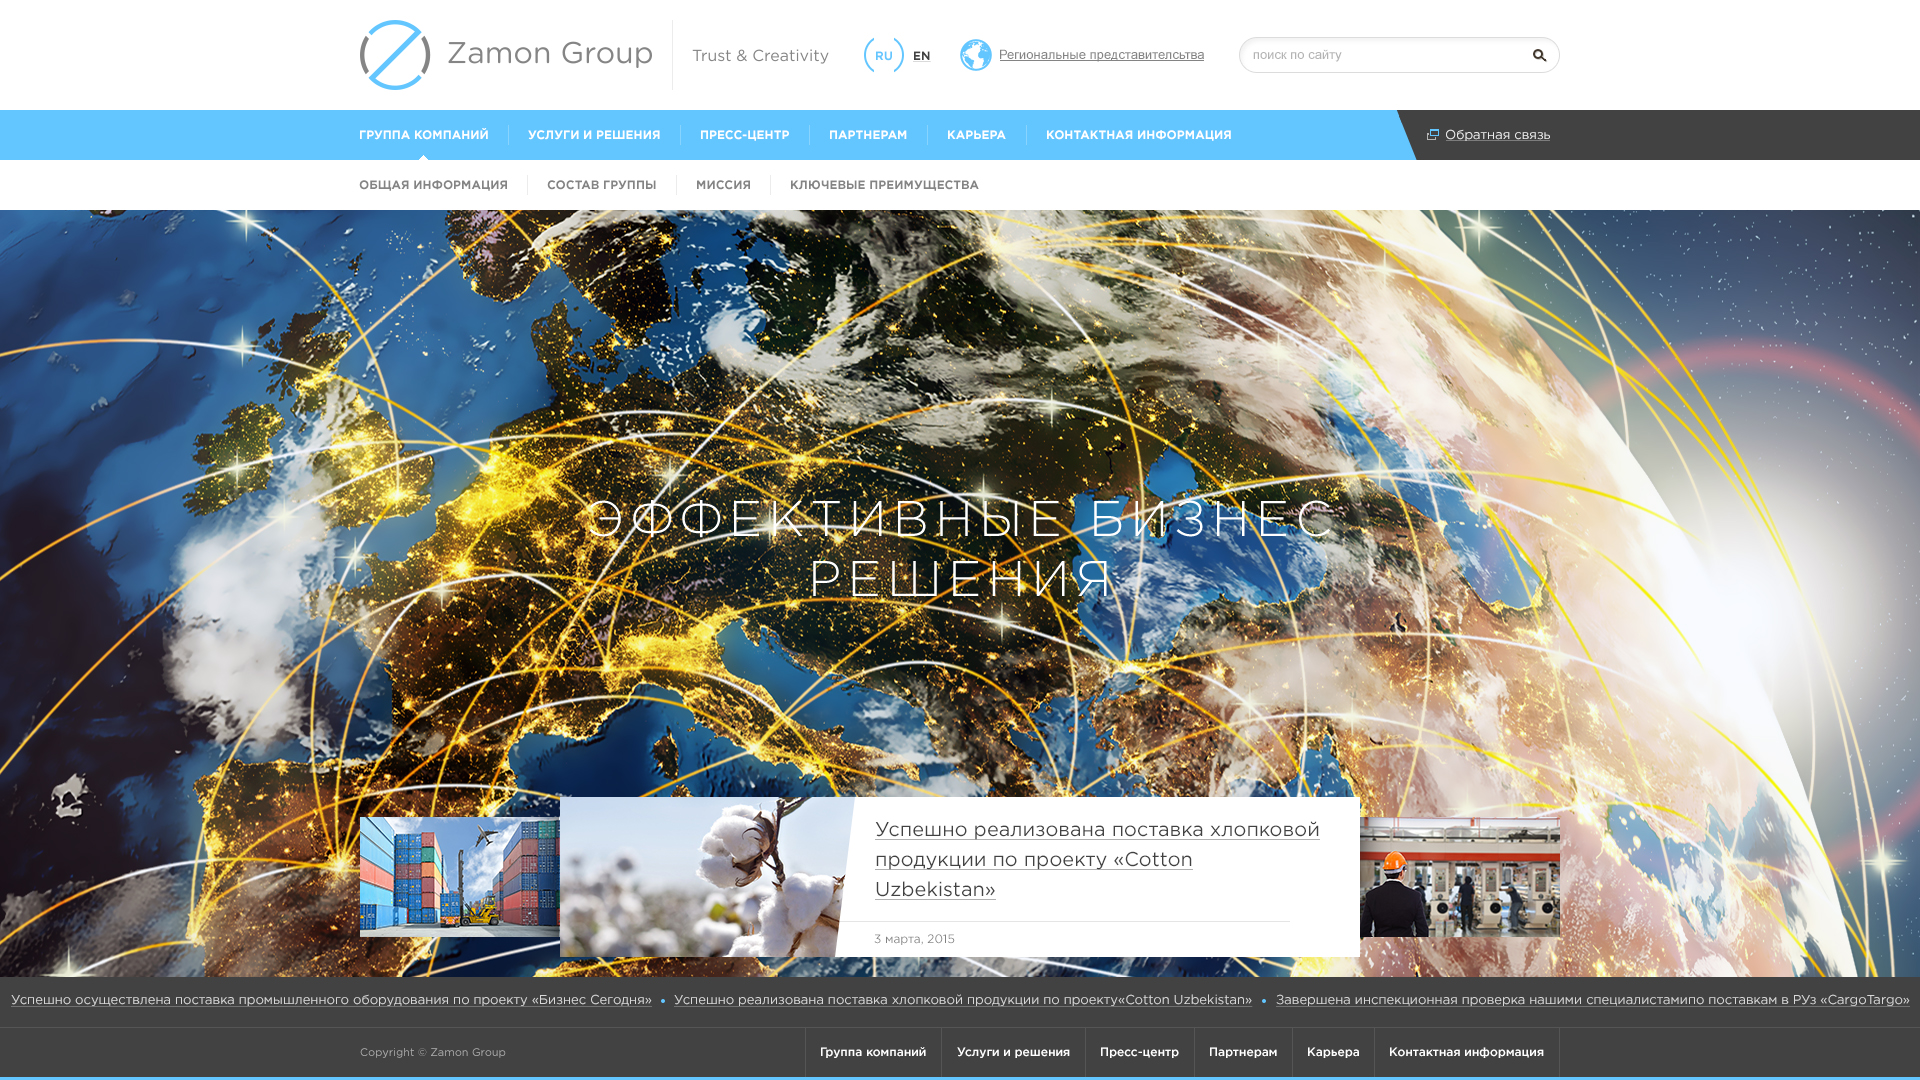 Zamon Group
Trust & Creativity
RU EN
Региональные представителсьтва
поиск по сайту
ГРУППА КОМПАНИЙ
УСЛУГИ И РЕШЕНИЯ
ПРЕСС-ЦЕНТР
ПАРТНЕРАМ
КАРЬЕРА
КОНТАКТНАЯ ИНФОРМАЦИЯ
Обратная связь
ОБЩАЯ ИНФОРМАЦИЯ
СОСТАВ ГРУППЫ
МИССИЯ
КЛЮЧЕВЫЕ ПРЕИМУЩЕСТВА
ЭФФЕКТИВНЫЕ БИЗНЕС
РЕШЕНИЯ
Успешно реализована поставка хлопковой
продукции по проекту «Cotton
Uzbekistan»
3 марта, 2015
Успешно осуществлена поставка промышленного оборудования по проекту «Бизнес Сегодня»
Успешно реализована поставка хлопковой продукции по проекту«Cotton Uzbekistan»
Завершена инспекционная проверка нашими специалистамипо поставкам в РУз «CargoTargo»
Copyright © Zamon Group
Группа компаний
Услуги и решения
Пресс-центр
Партнерам
Карьера
Контактная информация